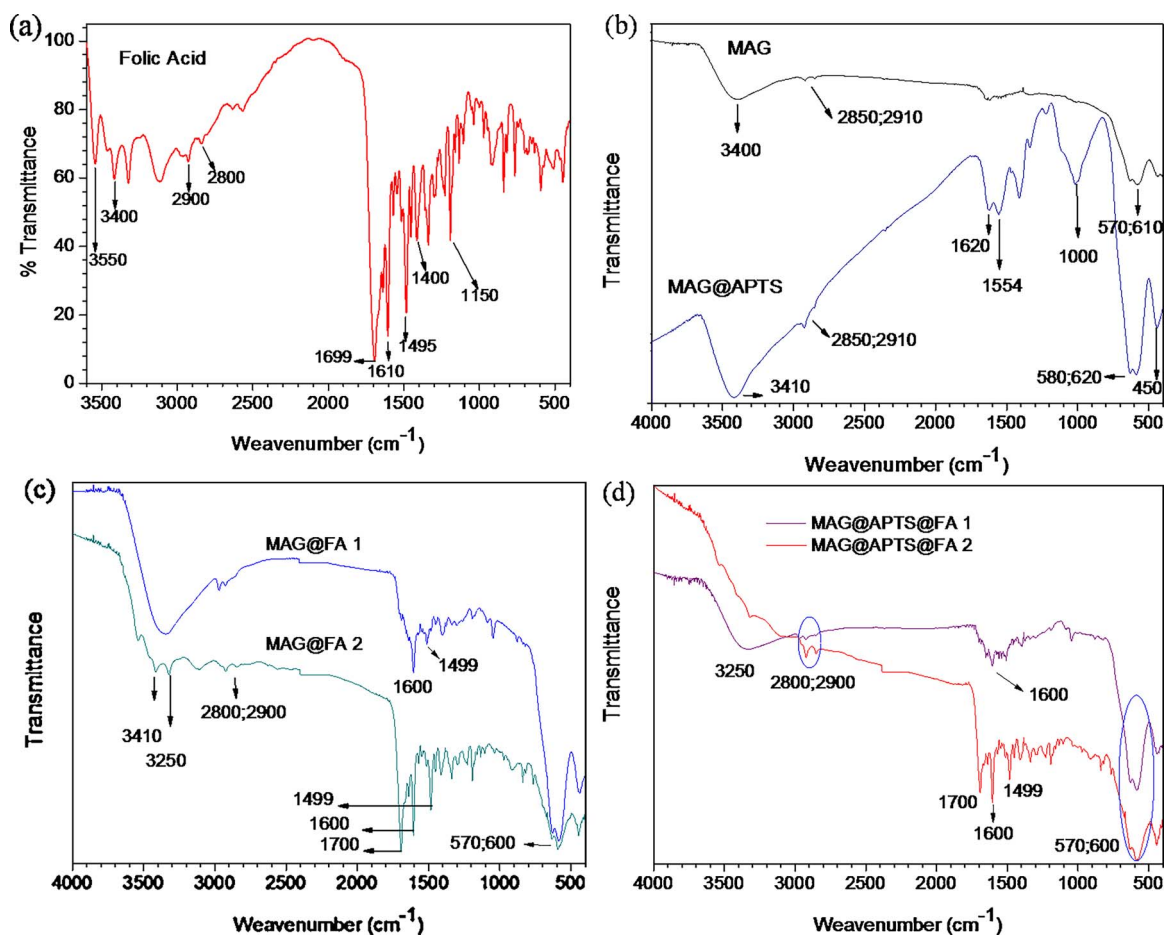 (a)
Folic Acid
% Transmittance
100
80
60
40
20
0
3550
3400
2900
2800
1699
1610
1495
1400
1150
3500 3000 2500 2000 1500 1000 500
Weavenumber (cm⁻¹)
(b)
MAG
Transmittance
3400
2850;2910
570;610
MAG@APTS
3410
2850;2910
1620
1554
1000
580;620
450
4000 3500 3000 2500 2000 1500 1000 500
Weavenumber (cm⁻¹)
(c)
MAG@FA 1
1600
1499
MAG@FA 2
Transmittance
3410
3250
2800;2900
1499
1600
1700
570;600
4000 3500 3000 2500 2000 1500 1000 500
Weavenumber (cm⁻¹)
(d)
MAG@APTS@FA 1
MAG@APTS@FA 2
Transmittance
3250
2800;2900
1600
1700
1600
1499
570;600
4000 3500 3000 2500 2000 1500 1000 500
Weavenumber (cm⁻¹)